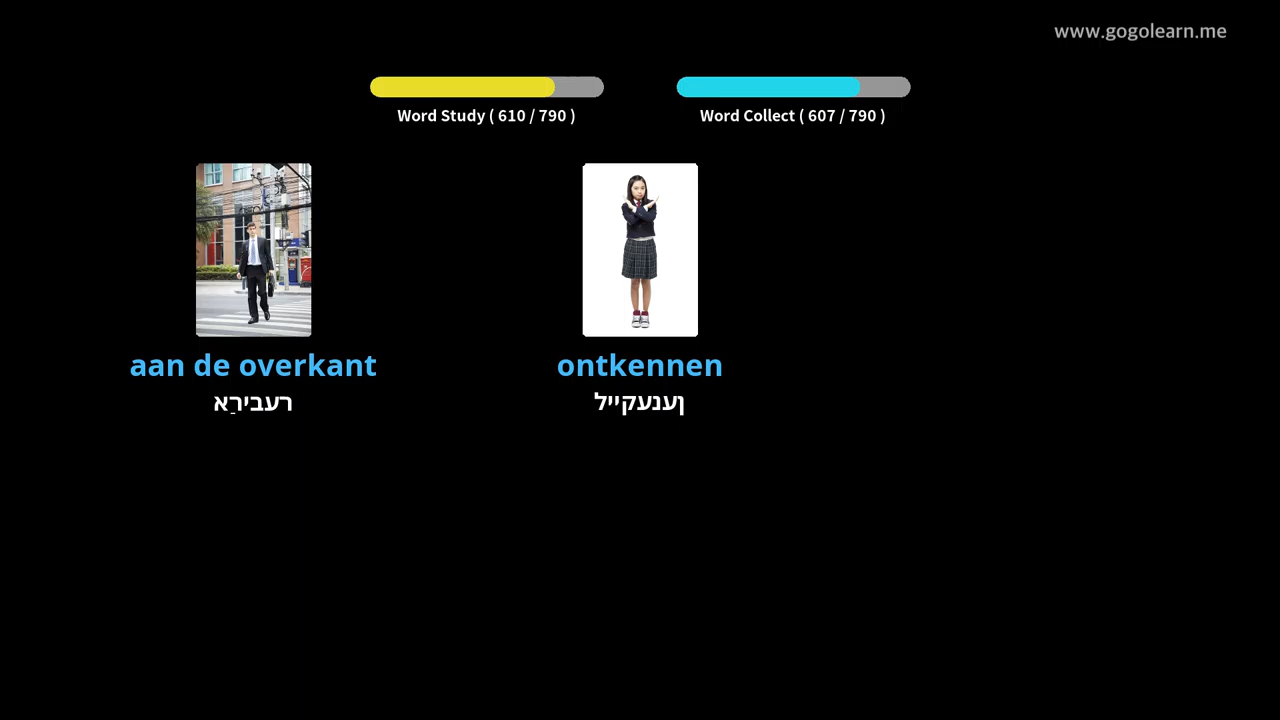 www.gogolearn.me
Word Study ( 610 / 790 )
Word Collect ( 607 / 790 )
aan de overkant
ontkennen
רעבירַא
ןענעקייל